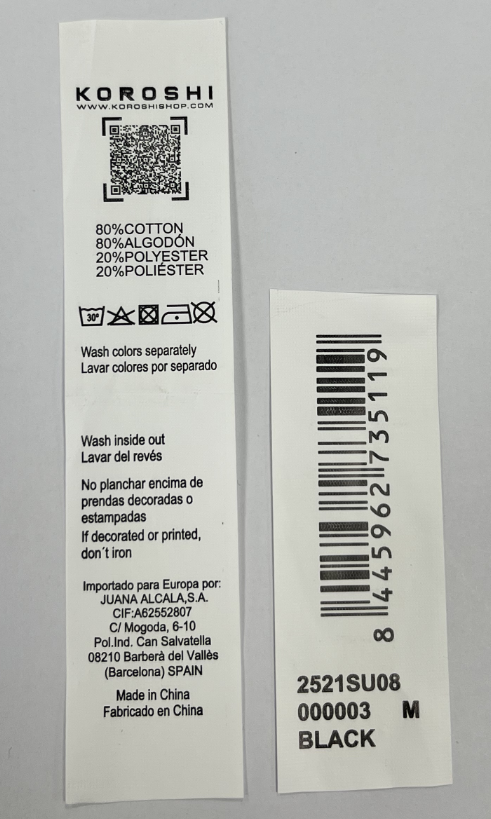 KOROSHI
WWW.KOROSHISHOP.COM
80%COTTON
80%ALGODÓN
20%POLYESTER
20%POLIÉSTER
30°
Wash colors separately
Lavar colores por separado
Wash inside out
Lavar del revés
No planchar encima de
prendas decoradas o
estampadas
If decorated or printed,
don´t iron
Importado para Europa por:
JUANA ALCALA,S.A.
CIF:A62552807
C/ Mogoda, 6-10
Pol.Ind. Can Salvatella
08210 Barberà del Vallès
(Barcelona) SPAIN
Made in China
Fabricado en China
8 445962 735119
2521SU08
000003 M
BLACK